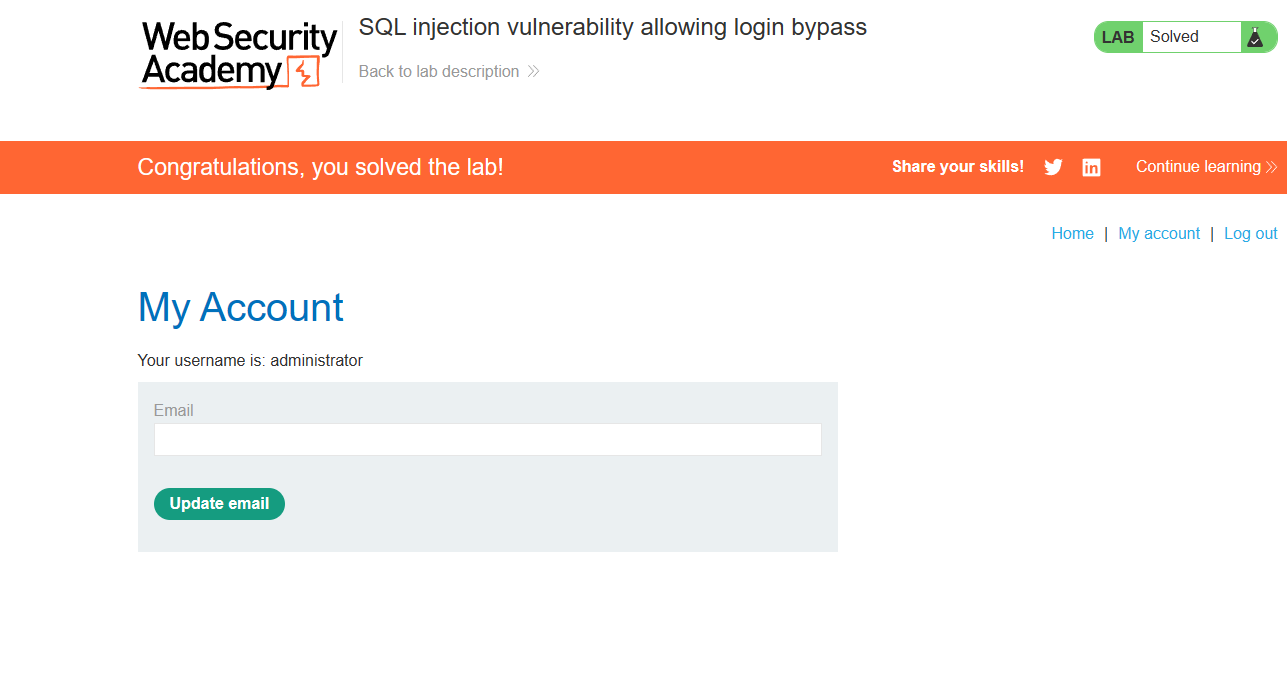 Web Security
Academy
SQL injection vulnerability allowing login bypass
Back to lab description
LAB Solved
Congratulations, you solved the lab!
Share your skills! Continue learning
Home | My account | Log out
My Account
Your username is: administrator
Email
Update email